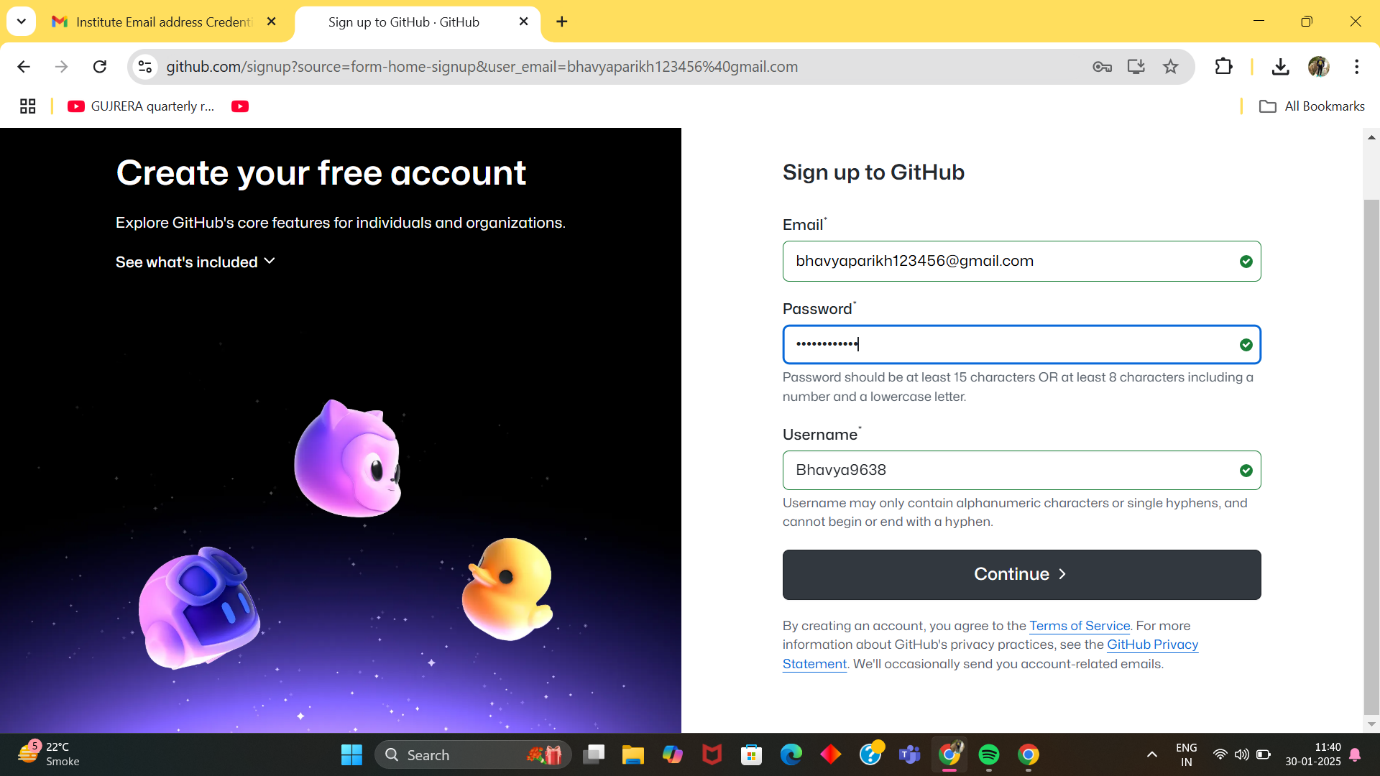 Institute Email address Credenti
Sign up to GitHub · GitHub
github.com/signup?source=form-home-signup&user_email=bhavyaparikh123456%40gmail.com
GUJRERA quarterly r...
All Bookmarks
Create your free account
Explore GitHub's core features for individuals and organizations.
See what's included
Sign up to GitHub
Email*
bhavyaparikh123456@gmail.com
Password*
••••••••••••
Password should be at least 15 characters OR at least 8 characters including a
number and a lowercase letter.
Username*
Bhavya9638
Username may only contain alphanumeric characters or single hyphens, and
cannot begin or end with a hyphen.
Continue
By creating an account, you agree to the Terms of Service. For more
information about GitHub's privacy practices, see the GitHub Privacy
Statement. We'll occasionally send you account-related emails.
5
22°C
Smoke
Search
ENG
IN
11:40
30-01-2025